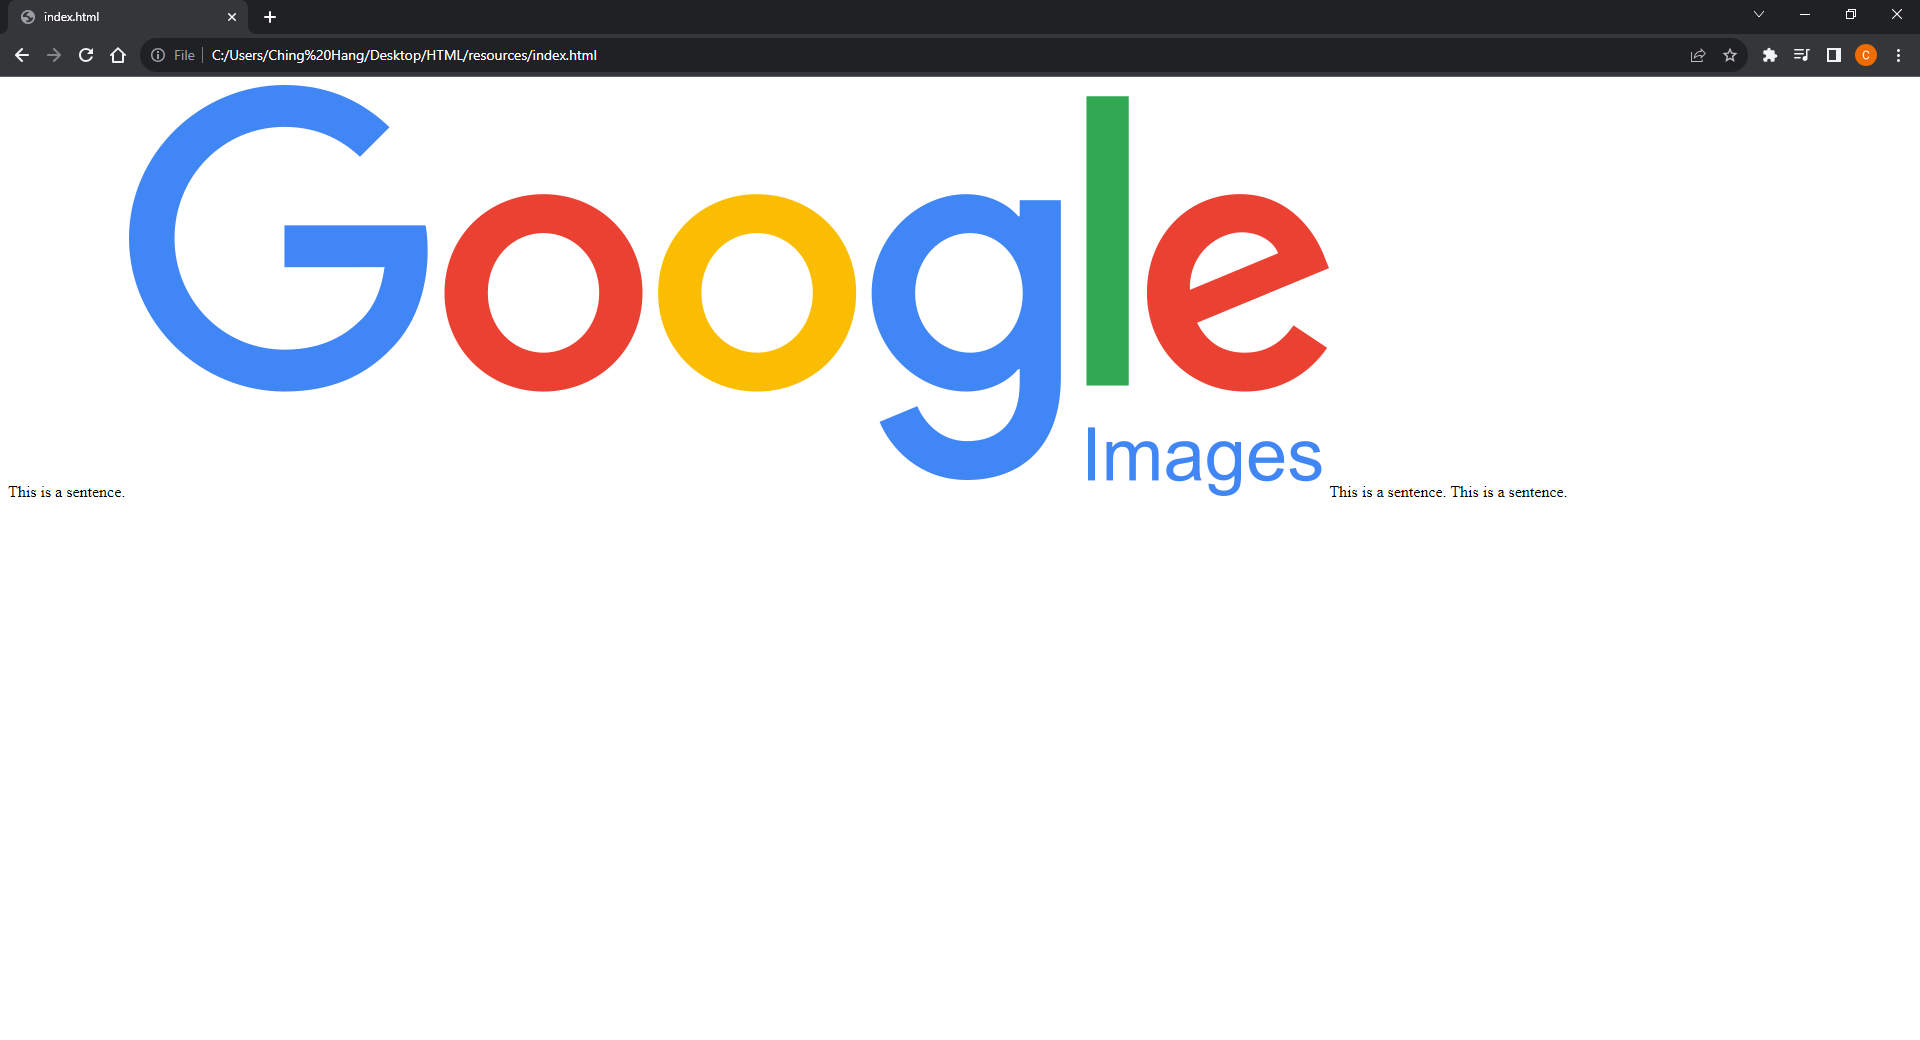 index.html
File C:/Users/Ching%20Hang/Desktop/HTML/resources/index.html
C
Google
Images
This is a sentence. This is a sentence. This is a sentence.